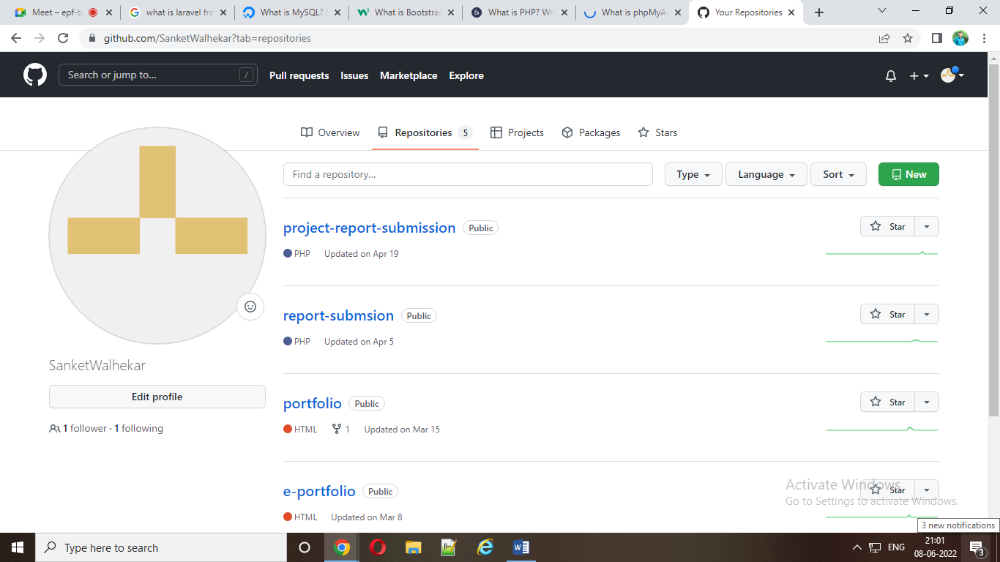 Meet – epf-to
what is laravel fra
What is MySQL? |
What is Bootstrap
What is PHP? Wri
What is phpMyAd
Your Repositories
github.com/SanketWalhekar?tab=repositories
Search or jump to...
/
Pull requests
Issues
Marketplace
Explore
Overview
Repositories 5
Projects
Packages
Stars
Find a repository...
Type
Language
Sort
New
project-report-submission Public
Star
PHP Updated on Apr 19
report-submsion Public
Star
PHP Updated on Apr 5
SanketWalhekar
Edit profile
1 follower · 1 following
portfolio Public
Star
HTML 1 Updated on Mar 15
e-portfolio Public
Star
HTML Updated on Mar 8
Activate Windows
Go to Settings to activate Windows.
3 new notifications
Type here to search
ENG
21:01
08-06-2022
3